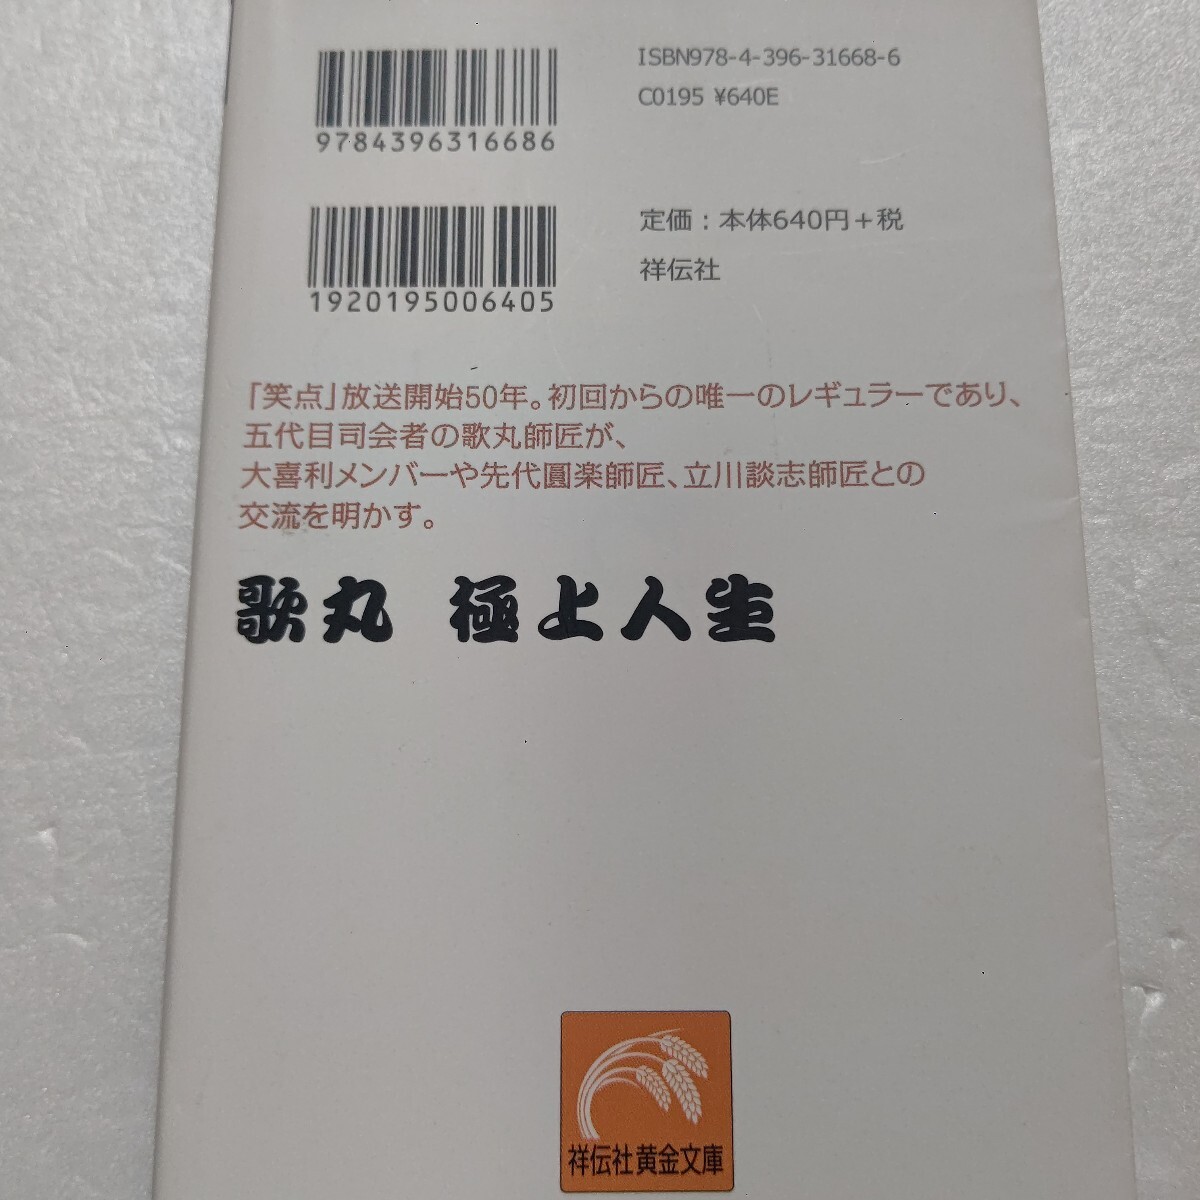 ISBN978-4-396-31668-6
C0195 ¥640E
9784396316686
定価：本体640円＋税
祥伝社
1920195006405
「笑点」放送開始50年。初回からの唯一のレギュラーであり、
五代目司会者の歌丸師匠が、
大喜利メンバーや先代圓楽師匠、立川談志師匠との
交流を明かす。
歌丸 極上人生
祥伝社黄金文庫